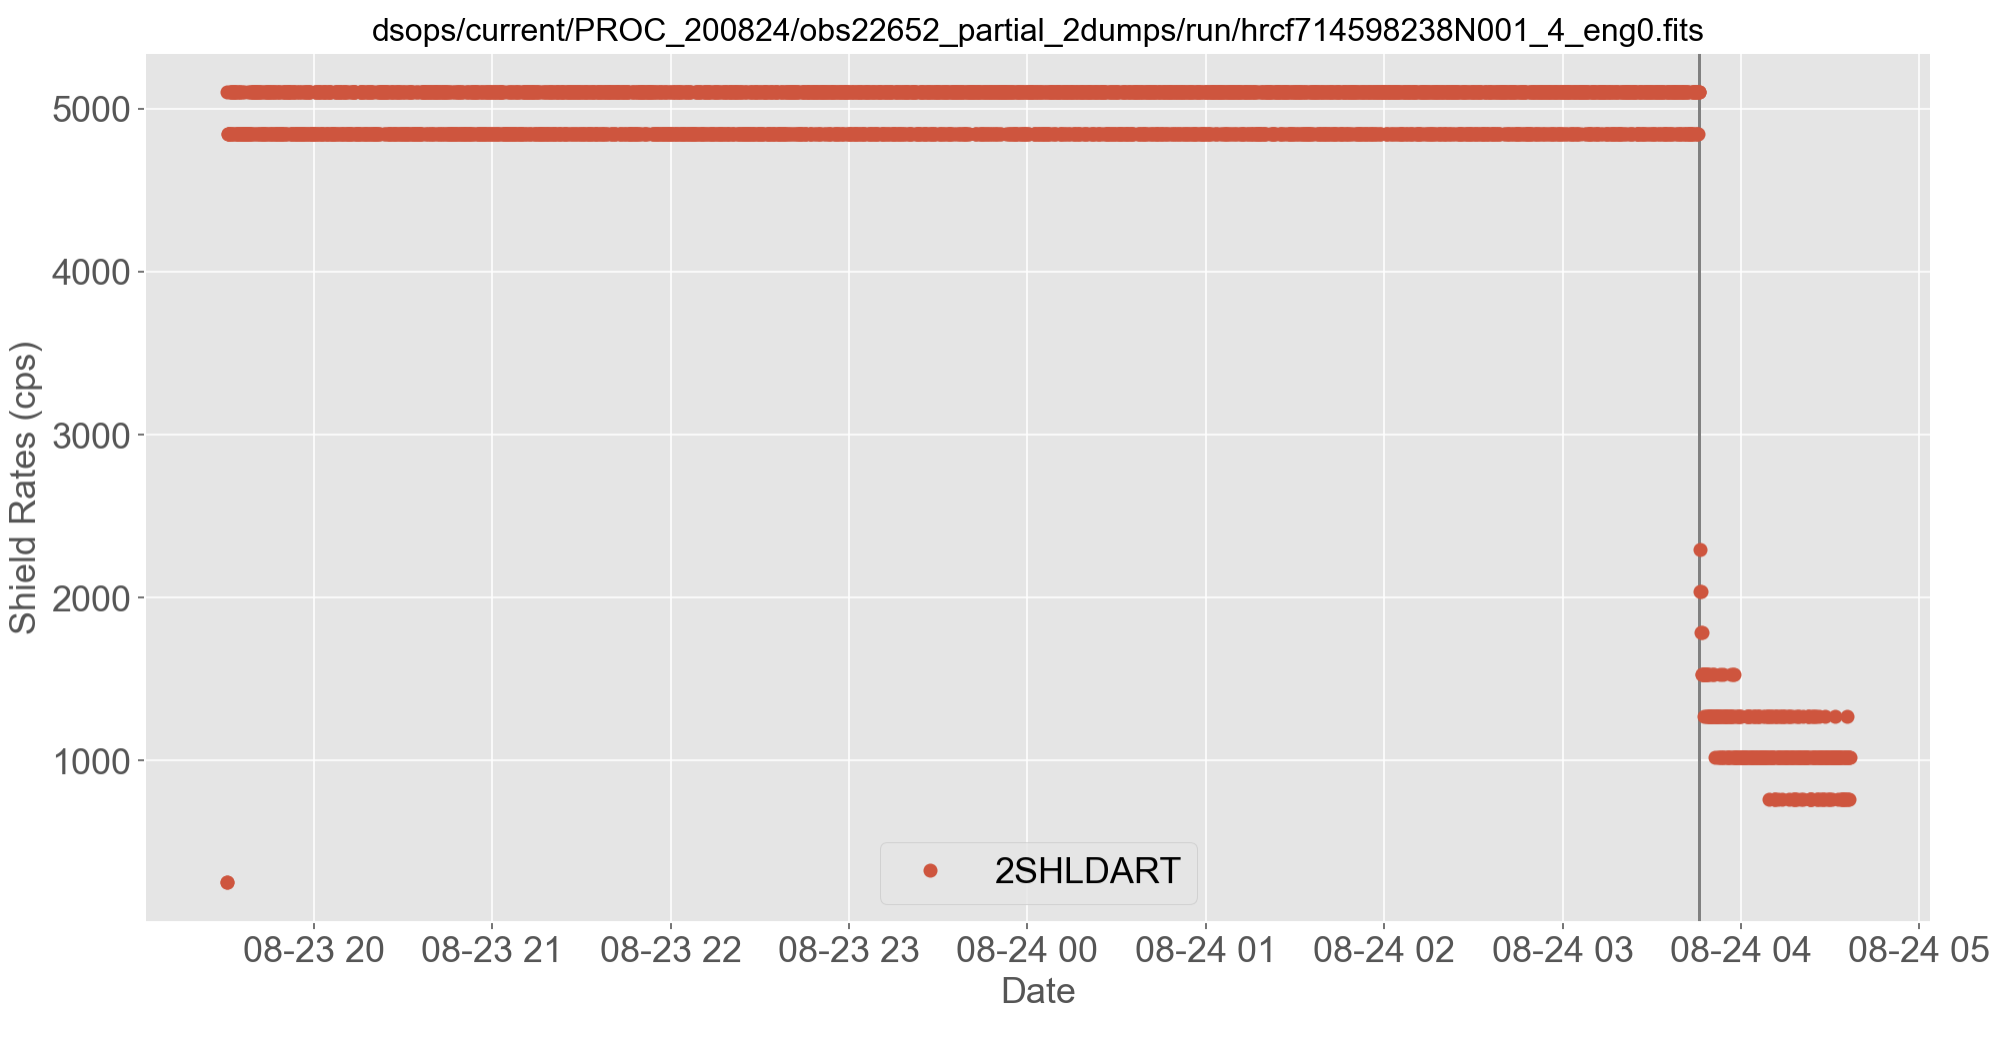 dsops/current/PROC_200824/obs22652_partial_2dumps/run/hrcf714598238N001_4_eng0.fits
5000
4000
3000
2000
1000
Shield Rates (cps)
2SHLDART
08-23 20 08-23 21 08-23 22 08-23 23 08-24 00 08-24 01 08-24 02 08-24 03 08-24 04 08-24 05
Date